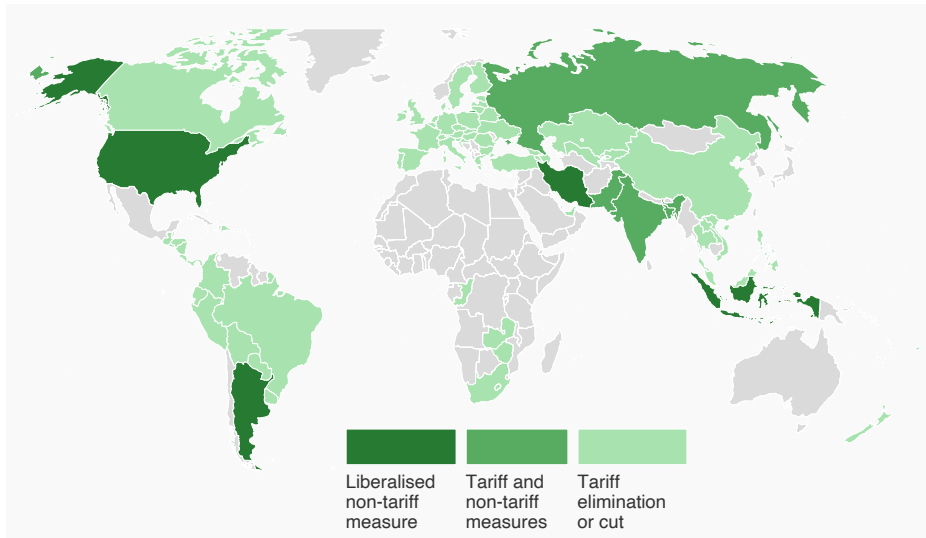 Liberalised
non-tariff
measure
Tariff and
non-tariff
measures
Tariff
elimination
or cut